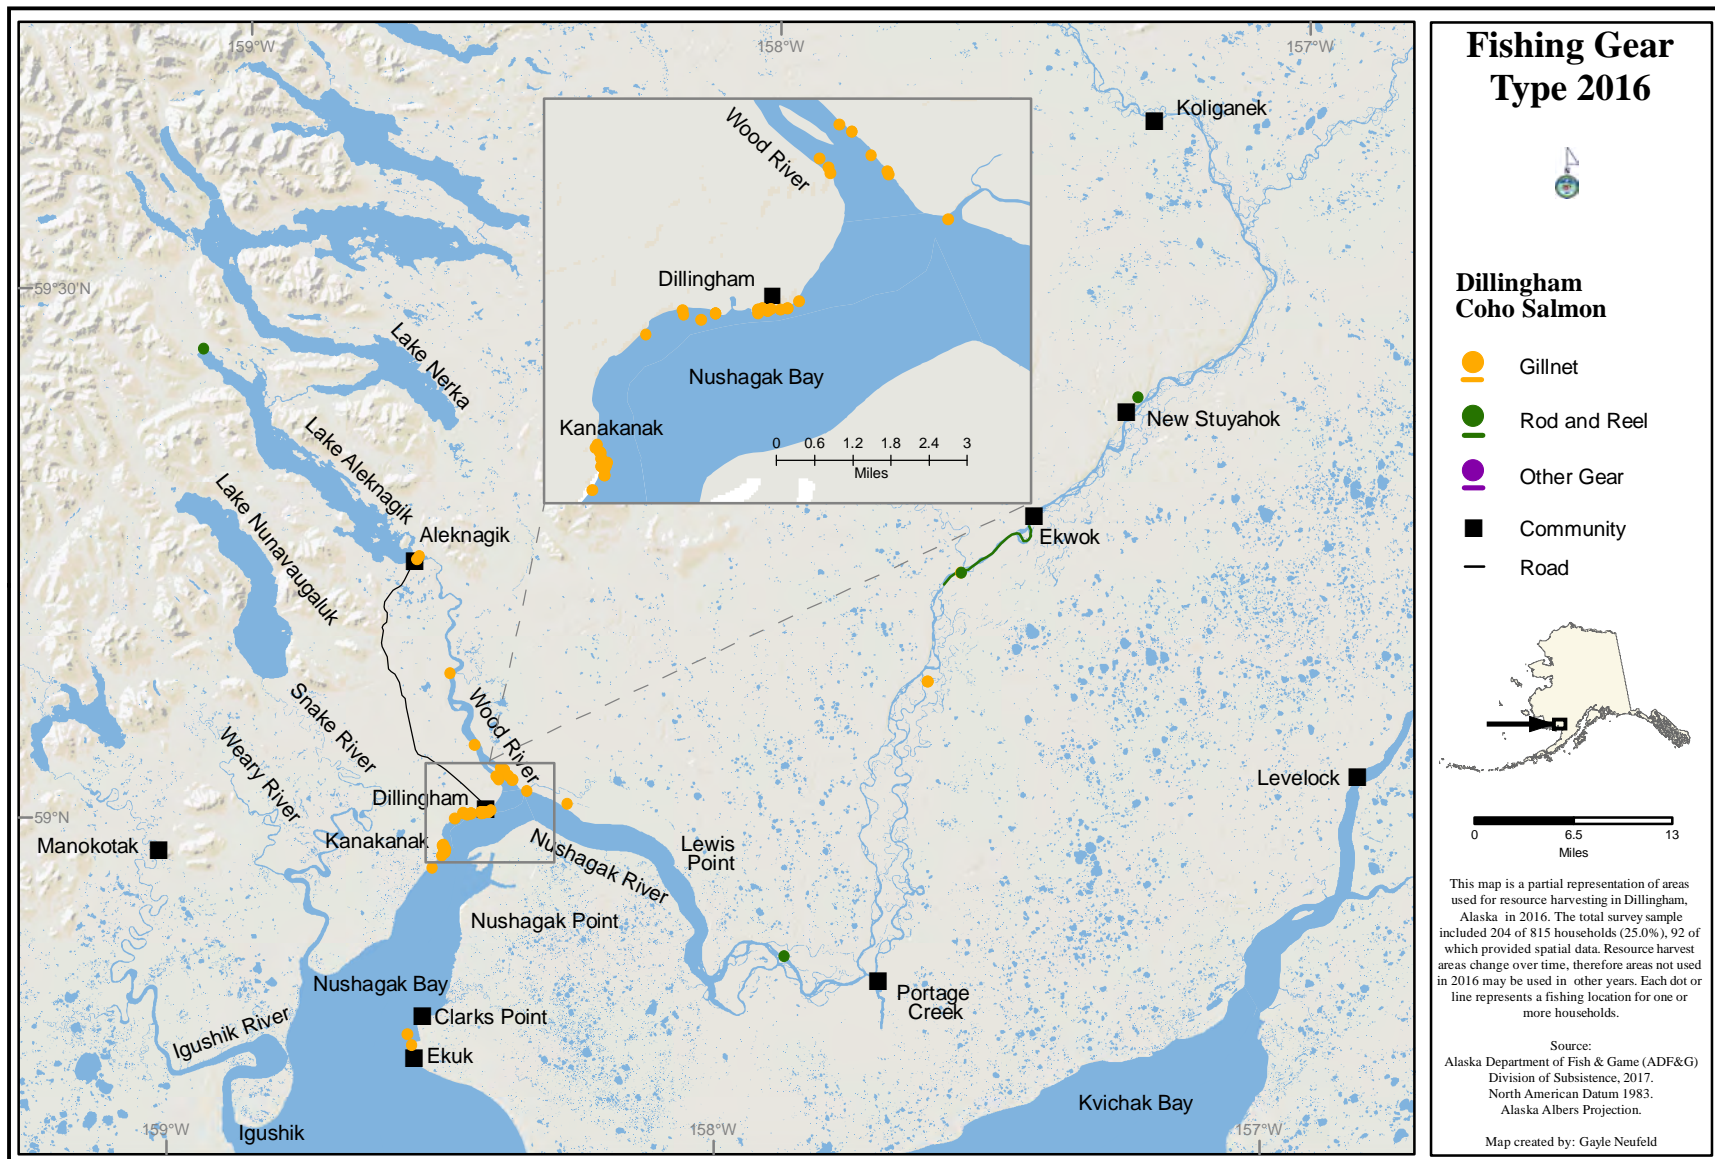 159°W
158°W
157°W
Fishing Gear
Type 2016
Koliganek
Wood River
59°30'N
Dillingham
Dillingham
Coho Salmon
Lake Nerka
Gillnet
Nushagak Bay
Rod and Reel
New Stuyahok
Kanakanak
0 0.6 1.2 1.8 2.4 3
Miles
Lake Aleknagik
Other Gear
Lake Nunavaugaluk
Aleknagik
Community
Ekwok
Road
Snake River
Wood River
Weary River
Levelock
Dillingham
59°N
0 6.5 13
Miles
Manokotak
Kanakanak
Nushagak River
Lewis
Point
Nushagak Point
This map is a partial representation of areas
used for resource harvesting in Dillingham,
Alaska in 2016. The total survey sample
included 204 of 815 households (25.0%), 92 of
which provided spatial data. Resource harvest
areas change over time, therefore areas not used
in 2016 may be used in other years. Each dot or
line represents a fishing location for one or
more households.
Nushagak Bay
Portage
Creek
Clarks Point
Igushik River
Ekuk
Source:
Alaska Department of Fish & Game (ADF&G)
Division of Subsistence, 2017.
North American Datum 1983.
Alaska Albers Projection.
Kvichak Bay
Igushik
159°W
158°W
157°W
Map created by: Gayle Neufeld